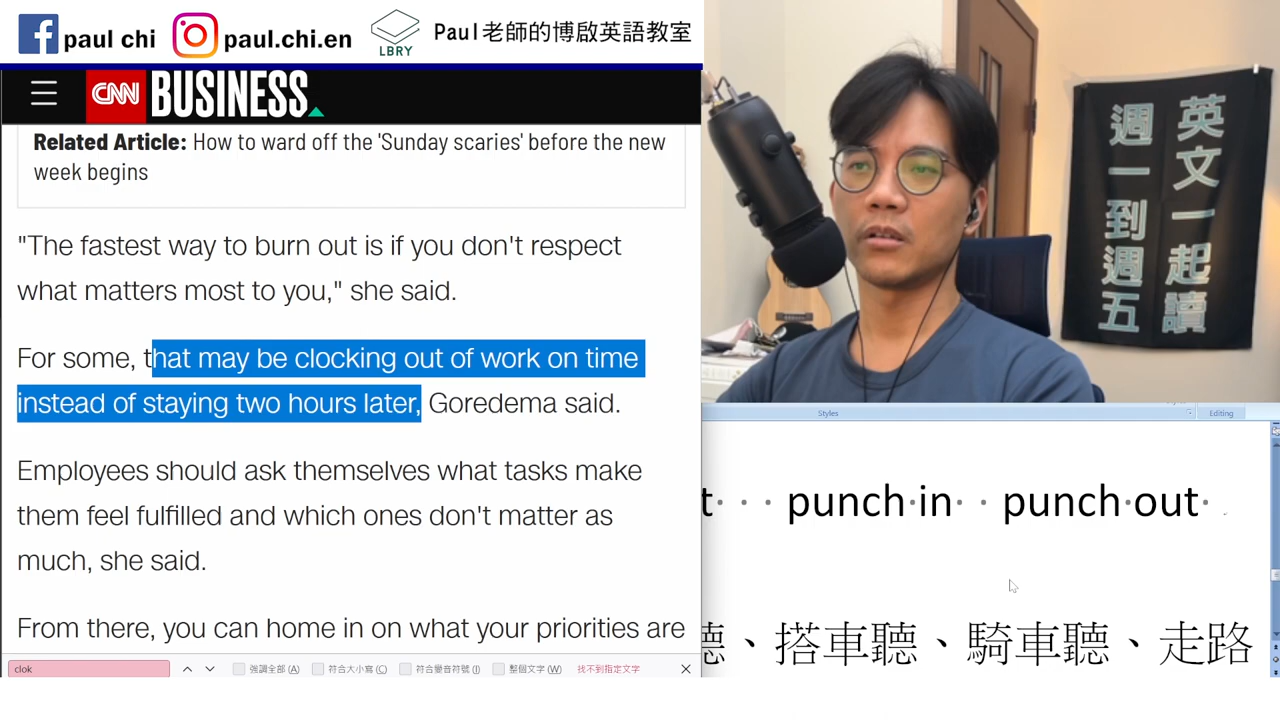 paul chi
paul.chi.en
LBRY
Paul老師的博啟英語教室
CNN BUSINESS
Related Article: How to ward off the 'Sunday scaries' before the new
week begins
"The fastest way to burn out is if you don't respect
what matters most to you," she said.
For some, that may be clocking out of work on time
instead of staying two hours later, Goredema said.
Employees should ask themselves what tasks make
them feel fulfilled and which ones don't matter as
much, she said.
From there, you can home in on what your priorities are
clok
強調全部 (A)
符合大小寫 (C)
符合變音符號 (I)
整個文字 (W)
找不到指定文字
英文一起讀
週一到週五
Styles
Editing
t punch in punch out
聽、搭車聽、騎車聽、走路